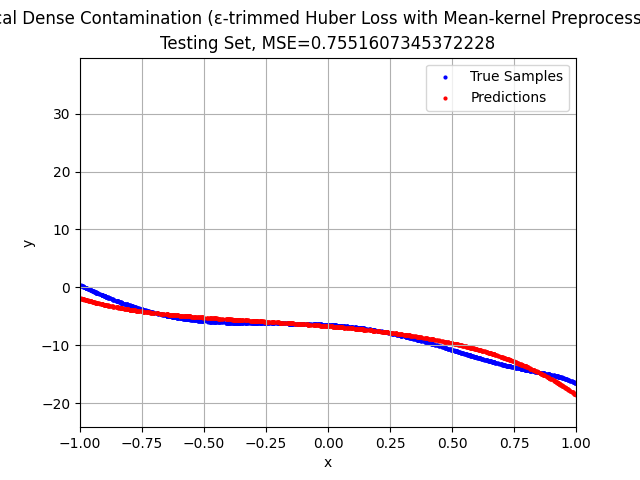 cal Dense Contamination (ε-trimmed Huber Loss with Mean-kernel Preprocess
Testing Set, MSE=0.7551607345372228
True Samples
Predictions
30
20
10
0
−10
−20
y
−1.00 −0.75 −0.50 −0.25 0.00 0.25 0.50 0.75 1.00
x